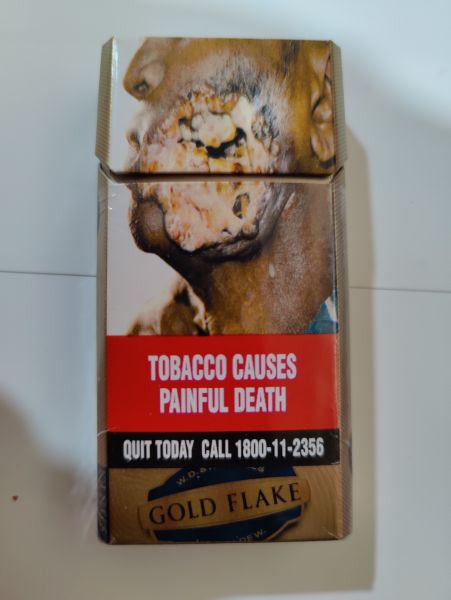 TOBACCO CAUSES
PAINFUL DEATH
QUIT TODAY CALL 1800-11-2356
GOLD FLAKE